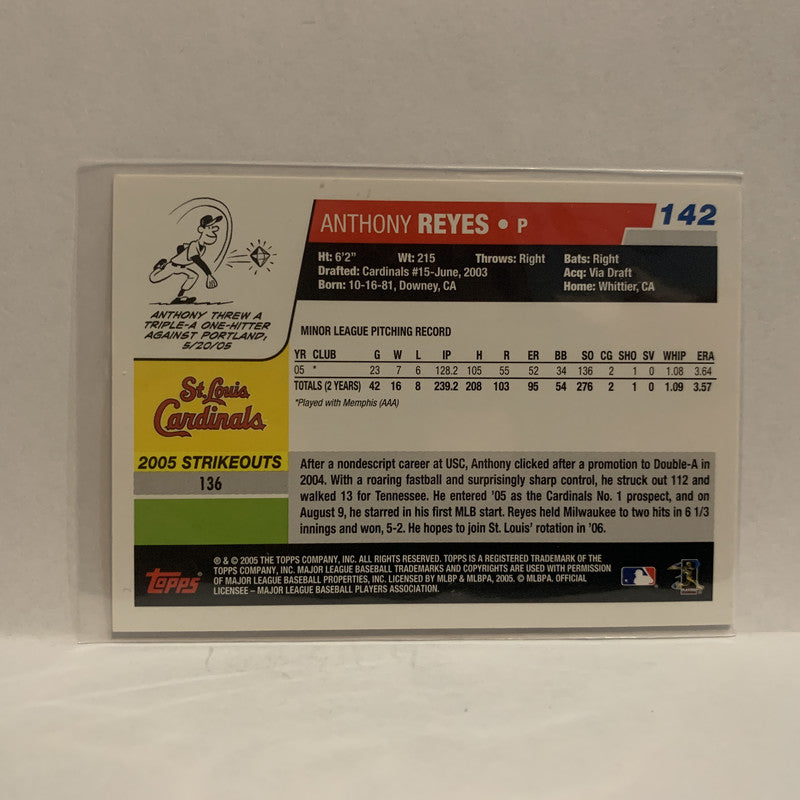 ANTHONY REYES • P
142
Ht: 6'2" Wt: 215 Throws: Right Bats: Right
Drafted: Cardinals #15-June, 2003 Acq: Via Draft
Born: 10-16-81, Downey, CA Home: Whittier, CA
ANTHONY THREW A
TRIPLE-A ONE-HITTER
AGAINST PORTLAND,
5/20/05
MINOR LEAGUE PITCHING RECORD
YR CLUB G W L IP H R ER BB SO CG SHO SV WHIP ERA
05 * 23 7 6 128.2 105 55 52 34 136 2 1 0 1.08 3.64
TOTALS (2 YEARS) 42 16 8 239.2 208 103 95 54 276 2 1 0 1.09 3.57
*Played with Memphis (AAA)
St. Louis
Cardinals
2005 STRIKEOUTS
136
After a nondescript career at USC, Anthony clicked after a promotion to Double-A in
2004. With a roaring fastball and surprisingly sharp control, he struck out 112 and
walked 13 for Tennessee. He entered '05 as the Cardinals No. 1 prospect, and on
August 9, he starred in his first MLB start. Reyes held Milwaukee to two hits in 6 1/3
innings and won, 5-2. He hopes to join St. Louis' rotation in '06.
Topps
® & © 2005 THE TOPPS COMPANY, INC. ALL RIGHTS RESERVED. TOPPS IS A REGISTERED TRADEMARK OF THE
TOPPS COMPANY, INC. MAJOR LEAGUE BASEBALL TRADEMARKS AND COPYRIGHTS ARE USED WITH PERMISSION
OF MAJOR LEAGUE BASEBALL PROPERTIES, INC. LICENSED BY MLBP & MLBPA, 2005. © MLBPA. OFFICIAL
LICENSEE – MAJOR LEAGUE BASEBALL PLAYERS ASSOCIATION.